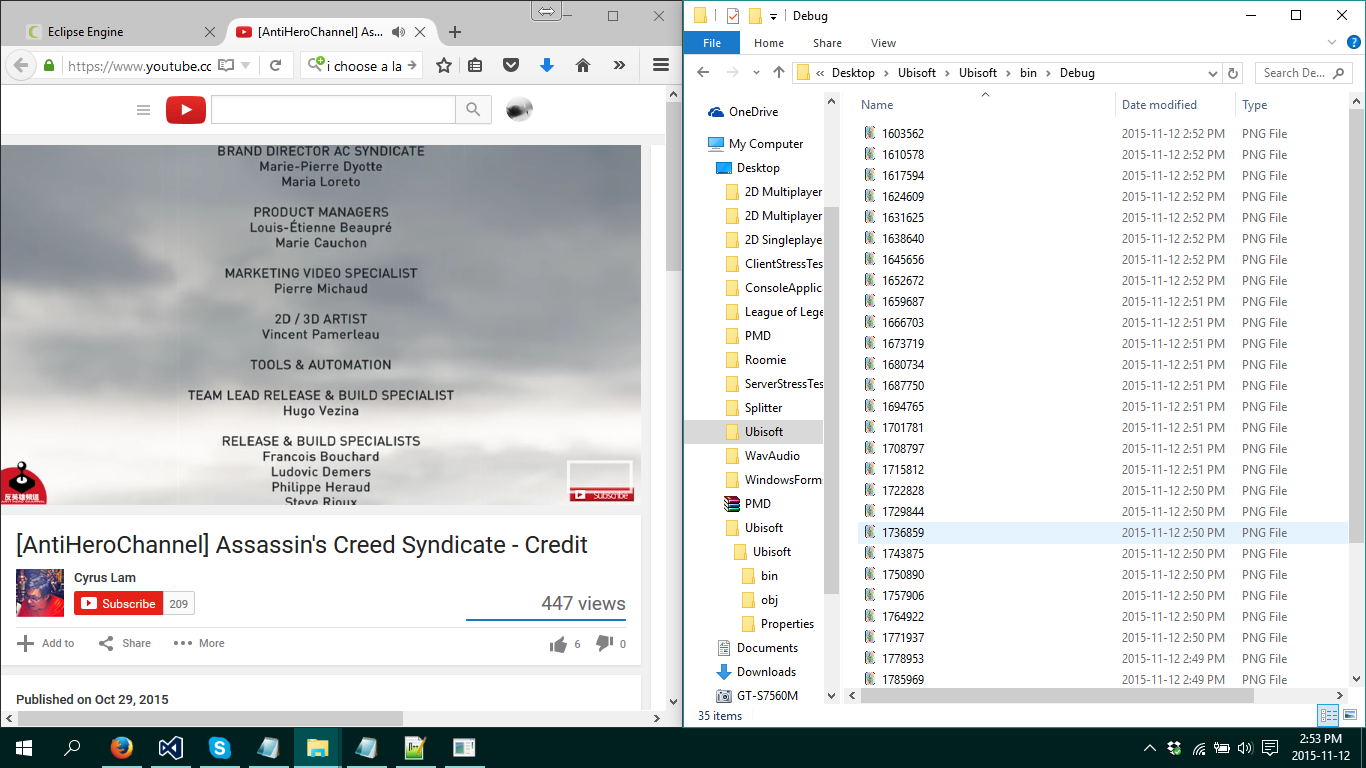 Eclipse Engine
[AntiHeroChannel] As...
https://www.youtube.cc
i choose a la
BRAND DIRECTOR AC SYNDICATE
Marie-Pierre Dyotte
Maria Loreto
PRODUCT MANAGERS
Louis-Étienne Beaupré
Marie Cauchon
MARKETING VIDEO SPECIALIST
Pierre Michaud
2D / 3D ARTIST
Vincent Pamerleau
TOOLS & AUTOMATION
TEAM LEAD RELEASE & BUILD SPECIALIST
Hugo Vezina
RELEASE & BUILD SPECIALISTS
Francois Bouchard
Ludovic Demers
Philippe Heraud
Steve Rioux
反英雄頻道
Subscribe
[AntiHeroChannel] Assassin's Creed Syndicate - Credit
Cyrus Lam
Subscribe 209
447 views
Add to Share More 6 0
Published on Oct 29, 2015
Debug
File Home Share View
« Desktop Ubisoft Ubisoft bin Debug
Search De...
OneDrive
My Computer
Desktop
2D Multiplayer
2D Multiplayer
2D Singleplaye
ClientStressTes
ConsoleApplica
League of Lege
PMD
Roomie
ServerStressTes
Splitter
Ubisoft
WavAudio
WindowsForm
PMD
Ubisoft
Ubisoft
bin
obj
Properties
Documents
Downloads
GT-S7560M
Name Date modified Type
1603562 2015-11-12 2:52 PM PNG File
1610578 2015-11-12 2:52 PM PNG File
1617594 2015-11-12 2:52 PM PNG File
1624609 2015-11-12 2:52 PM PNG File
1631625 2015-11-12 2:52 PM PNG File
1638640 2015-11-12 2:52 PM PNG File
1645656 2015-11-12 2:52 PM PNG File
1652672 2015-11-12 2:52 PM PNG File
1659687 2015-11-12 2:51 PM PNG File
1666703 2015-11-12 2:51 PM PNG File
1673719 2015-11-12 2:51 PM PNG File
1680734 2015-11-12 2:51 PM PNG File
1687750 2015-11-12 2:51 PM PNG File
1694765 2015-11-12 2:51 PM PNG File
1701781 2015-11-12 2:51 PM PNG File
1708797 2015-11-12 2:51 PM PNG File
1715812 2015-11-12 2:51 PM PNG File
1722828 2015-11-12 2:50 PM PNG File
1729844 2015-11-12 2:50 PM PNG File
1736859 2015-11-12 2:50 PM PNG File
1743875 2015-11-12 2:50 PM PNG File
1750890 2015-11-12 2:50 PM PNG File
1757906 2015-11-12 2:50 PM PNG File
1764922 2015-11-12 2:50 PM PNG File
1771937 2015-11-12 2:50 PM PNG File
1778953 2015-11-12 2:49 PM PNG File
1785969 2015-11-12 2:49 PM PNG File
35 items
2:53 PM
2015-11-12